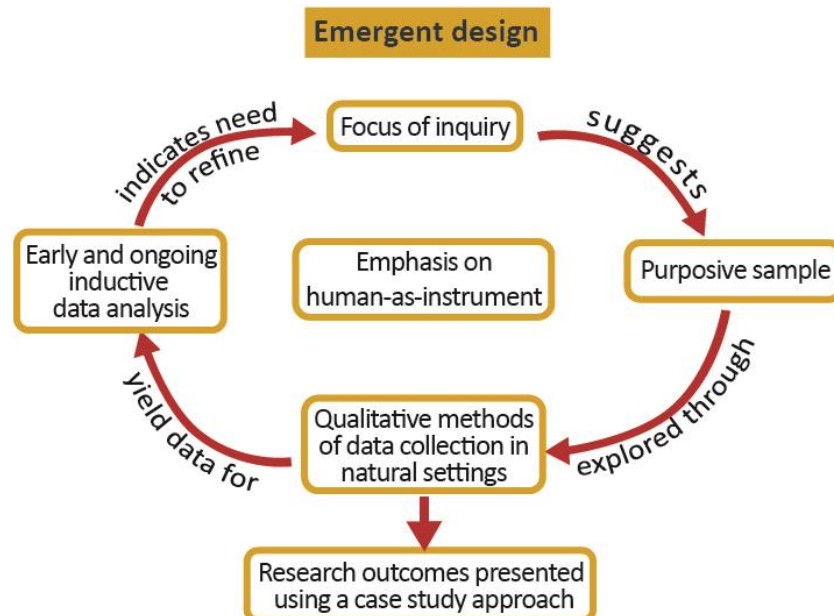 Emergent design
Focus of inquiry
suggests
Purposive sample
explored through
Qualitative methods
of data collection in
natural settings
yield data for
Early and ongoing
inductive
data analysis
indicates need
to refine
Emphasis on
human-as-instrument
Research outcomes presented
using a case study approach